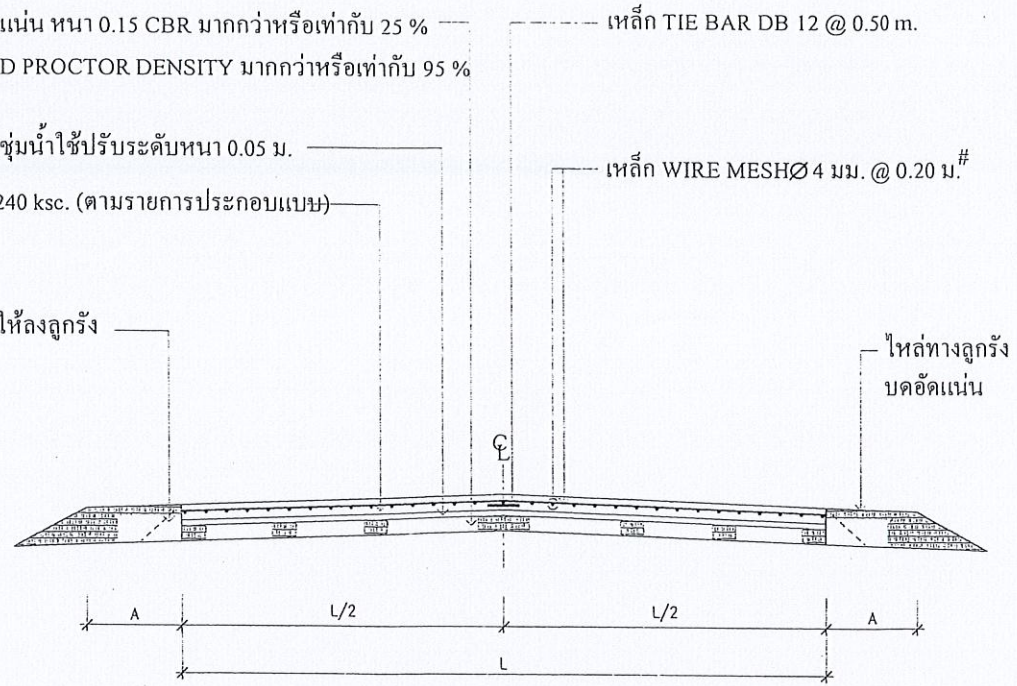 แน่น หนา 0.15 CBR มากกว่าหรือเท่ากับ 25 %
D PROCTOR DENSITY มากกว่าหรือเท่ากับ 95 %
ชุ่มน้ำใช้ปรับระดับหนา 0.05 ม.
240 ksc. (ตามรายการประกอบแบบ)
ให้ลงลูกรัง
เหล็ก TIE BAR DB 12 @ 0.50 m.
เหล็ก WIRE MESHØ 4 มม. @ 0.20 ม.#
ไหล่ทางลูกรัง
บดอัดแน่น
CL
A
L/2
L/2
A
L